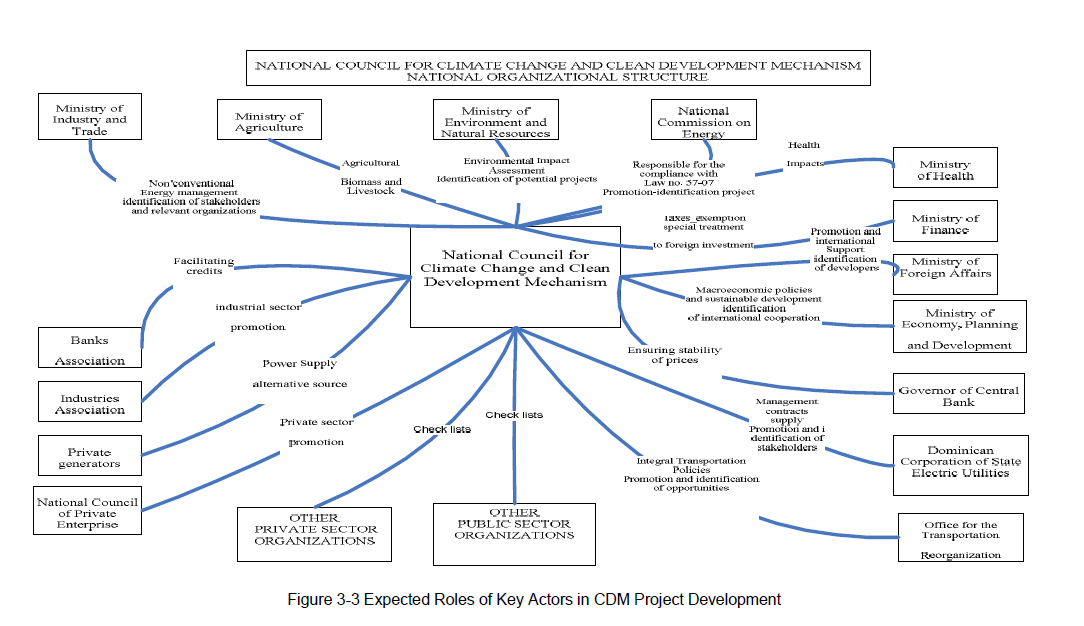 NATIONAL COUNCIL FOR CLIMATE CHANGE AND CLEAN DEVELOPMENT MECHANISM
NATIONAL ORGANIZATIONAL STRUCTURE
Ministry of
Industry and
Trade
Ministry of
Agriculture
Ministry of
Environment and
Natural Resources
National
Commission on
Energy
Health
Impacts
Ministry
of Health
Agricultural
Biomass and
Livestock
Environmental Impact
Assessment
Identification of potential projects
Responsible for the
compliance with
Law no. 57-07
Promotion-identification project
Non conventional
Energy management
identification of stakeholders
and relevant organizations
Taxes exemption
special treatment
to foreign investment
Ministry of
Finance
Promotion and
international
Support
identification
of developers
Ministry of
Foreign Affairs
National Council for
Climate Change and Clean
Development Mechanism
Facilitating
credits
Macroeconomic policies
and sustainable development
identification
of international cooperation
Ministry of
Economy, Planning
and Development
industrial sector
promotion
Banks
Association
Ensuring stability
of prices
Power Supply
alternative source
Industries
Association
Governor of Central
Bank
Private sector
promotion
Check lists
Check lists
Management
contracts
supply
Promotion and i
dentification of
stakeholders
Private
generators
Dominican
Corporation of State
Electric Utilities
Integral Transportation
Policies
Promotion and identification
of opportunities
National Council
of Private
Enterprise
OTHER
PRIVATE SECTOR
ORGANIZATIONS
OTHER
PUBLIC SECTOR
ORGANIZATIONS
Office for the
Transportation
Reorganization
Figure 3-3 Expected Roles of Key Actors in CDM Project Development